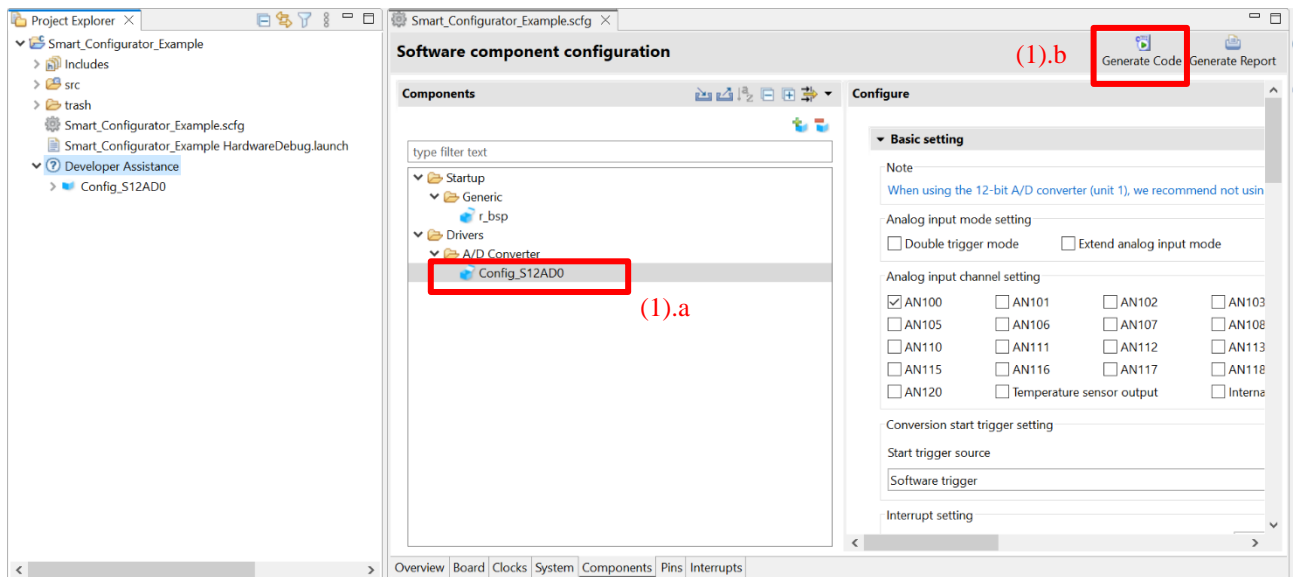 Project Explorer
Smart_Configurator_Example
Includes
src
trash
Smart_Configurator_Example.scfg
Smart_Configurator_Example HardwareDebug.launch
Developer Assistance
Config_S12AD0
Smart_Configurator_Example.scfg
Software component configuration
(1).b
Generate Code Generate Report
Components
type filter text
Startup
Generic
r_bsp
Drivers
A/D Converter
Config_S12AD0
(1).a
Configure
Basic setting
Note
When using the 12-bit A/D converter (unit 1), we recommend not usin
Analog input mode setting
Double trigger mode Extend analog input mode
Analog input channel setting
AN100 AN101 AN102 AN103
AN105 AN106 AN107 AN108
AN110 AN111 AN112 AN113
AN115 AN116 AN117 AN118
AN120 Temperature sensor output Interna
Conversion start trigger setting
Start trigger source
Software trigger
Interrupt setting
Overview Board Clocks System Components Pins Interrupts